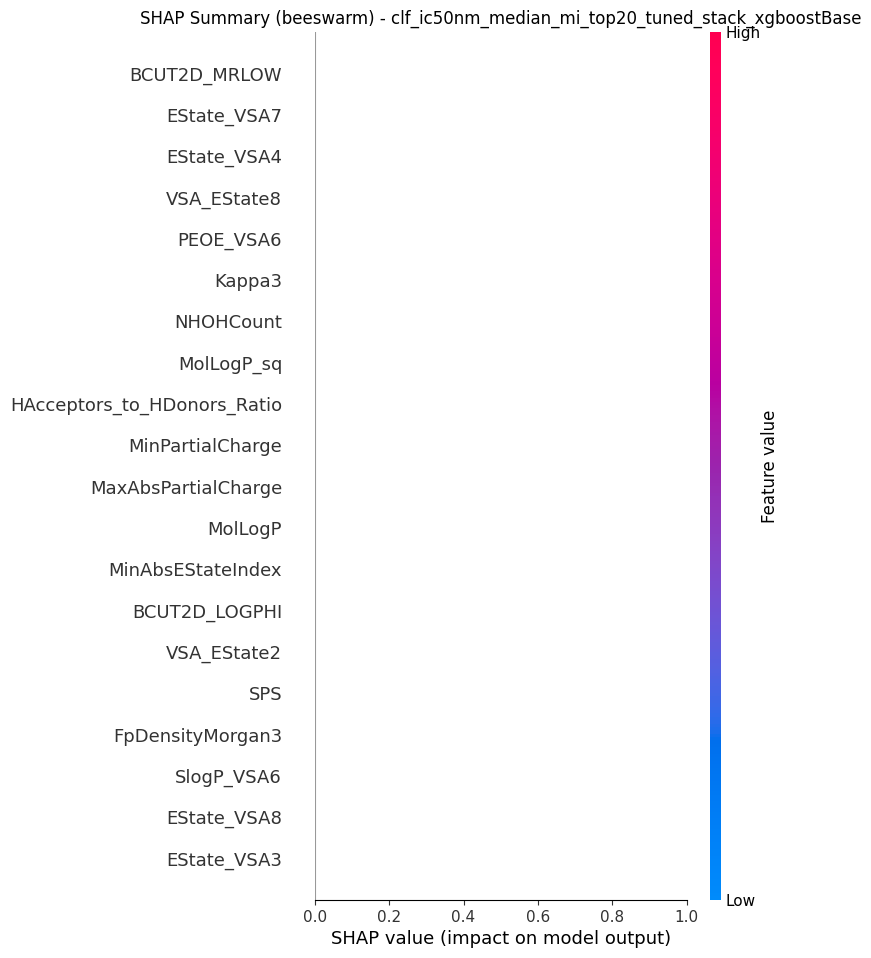 SHAP Summary (beeswarm) - clf_ic50nm_median_mi_top20_tuned_stack_xgboostBase
High
BCUT2D_MRLOW
EState_VSA7
EState_VSA4
VSA_EState8
PEOE_VSA6
Kappa3
NHOHCount
MolLogP_sq
HAcceptors_to_HDonors_Ratio
MinPartialCharge
MaxAbsPartialCharge
MolLogP
MinAbsEStateIndex
BCUT2D_LOGPHI
VSA_EState2
SPS
FpDensityMorgan3
SlogP_VSA6
EState_VSA8
EState_VSA3
Feature value
Low
0.0 0.2 0.4 0.6 0.8 1.0
SHAP value (impact on model output)